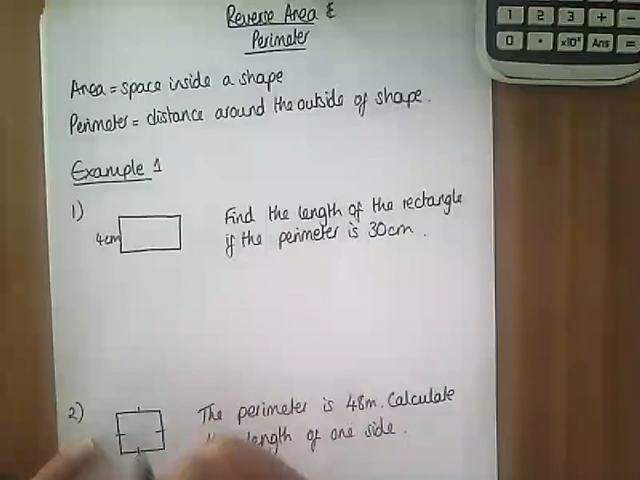 Reverse Area &
Perimeter
Area = space inside a shape
Perimeter = distance around the outside of shape.
Example 1
1)
4cm
Find the length of the rectangle
if the perimeter is 30cm.
2)
The perimeter is 48m. Calculate
length of one side.
1 2 3 + −
0 · ×10ˣ Ans =